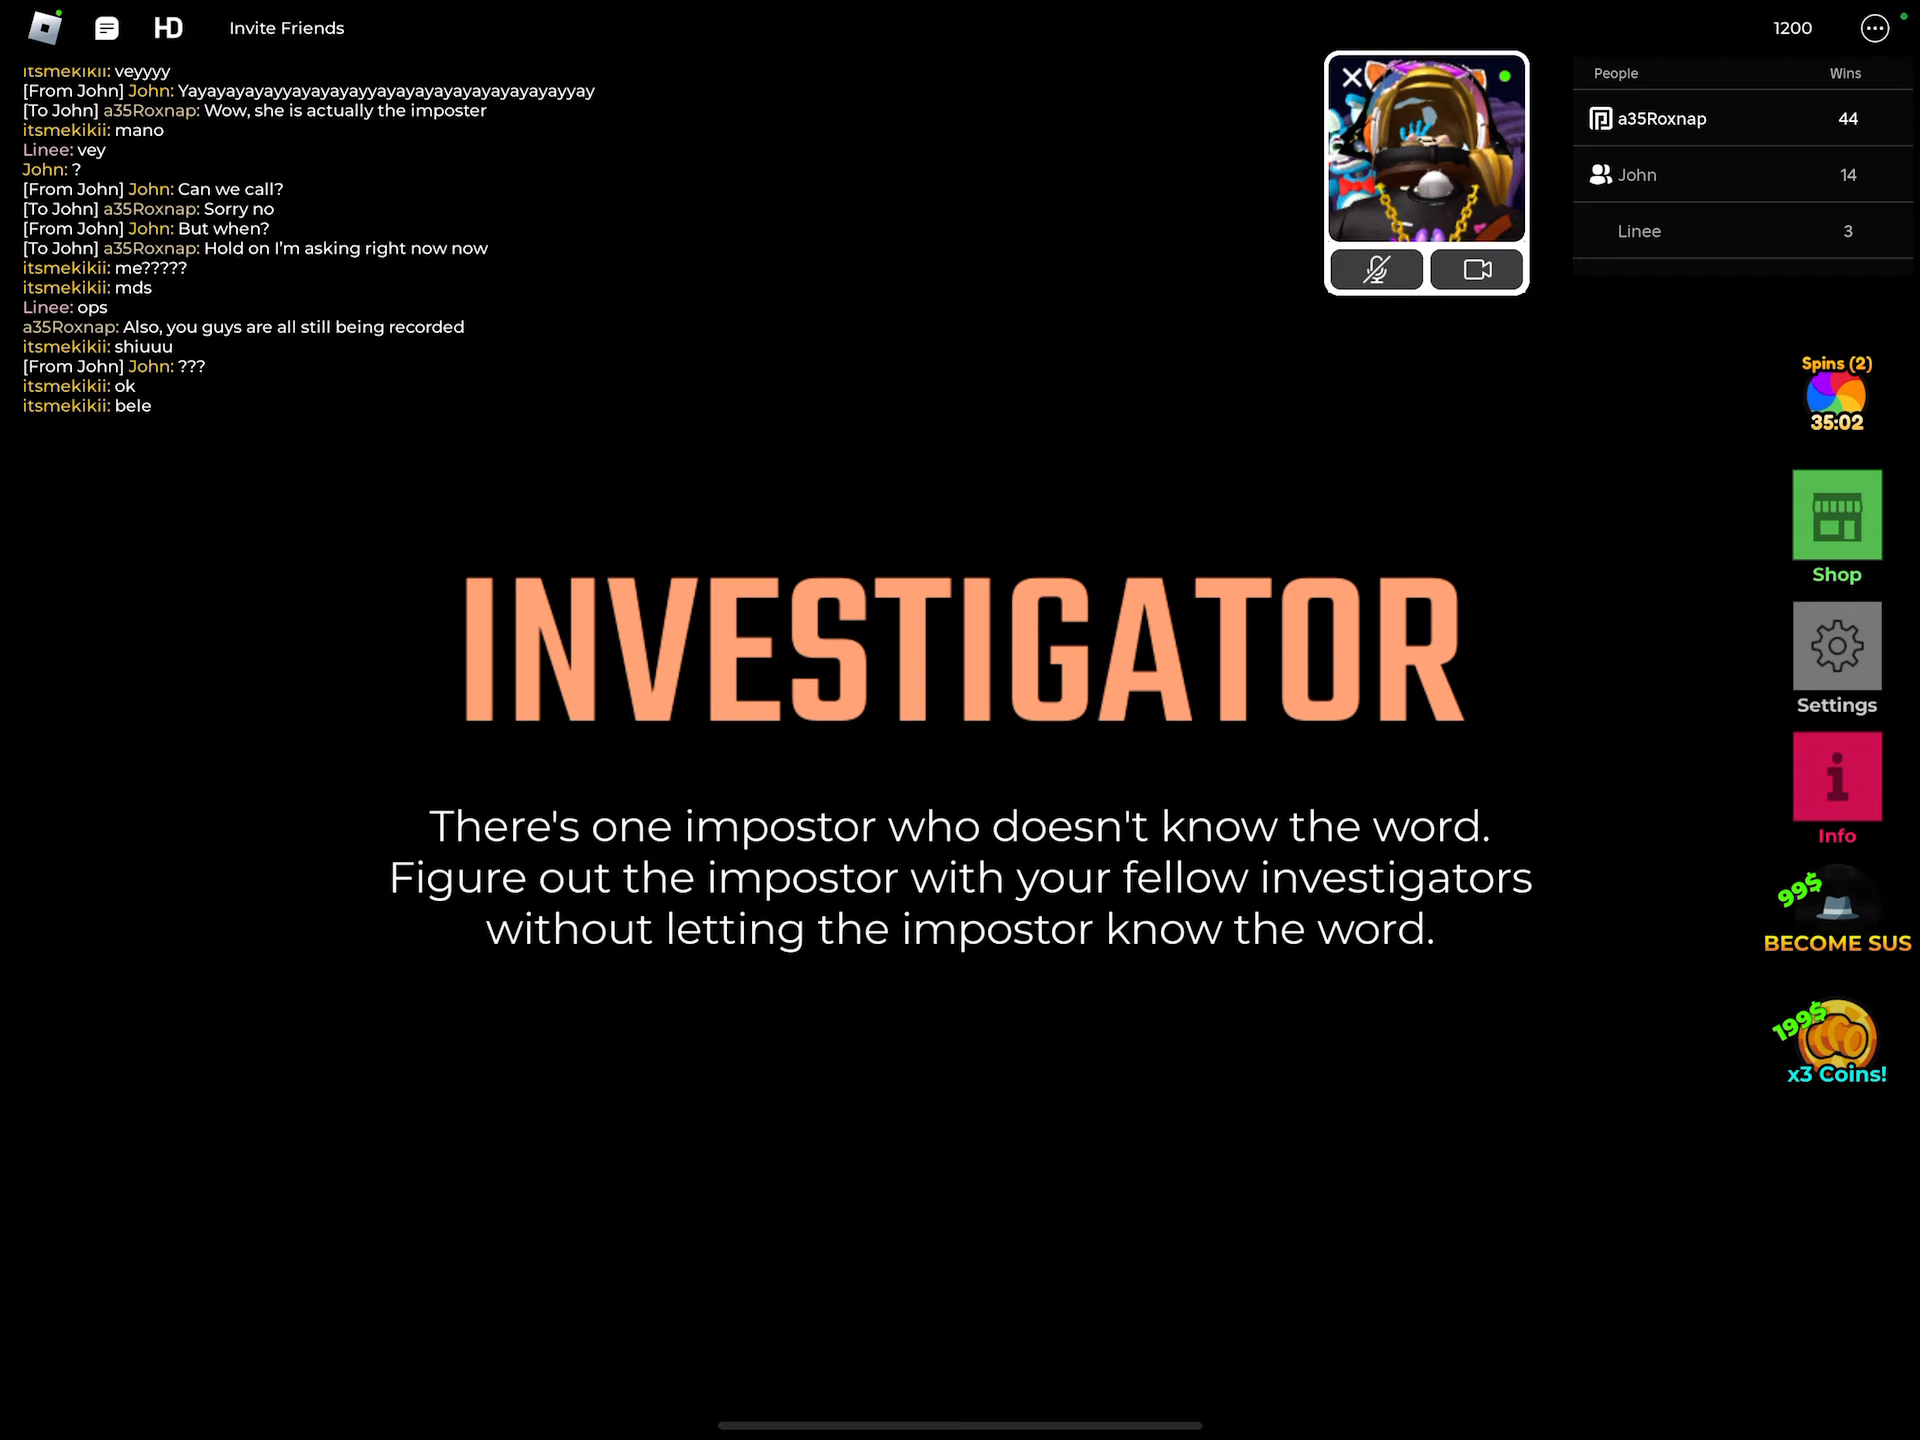 HD Invite Friends 1200
itsmekikii: veyyyy
[From John] John: Yayayayayayyayayayayyayayayayayayayayayayyay
[To John] a35Roxnap: Wow, she is actually the imposter
itsmekikii: mano
Linee: vey
John: ?
[From John] John: Can we call?
[To John] a35Roxnap: Sorry no
[From John] John: But when?
[To John] a35Roxnap: Hold on I'm asking right now now
itsmekikii: me?????
itsmekikii: mds
Linee: ops
a35Roxnap: Also, you guys are all still being recorded
itsmekikii: shiuuu
[From John] John: ???
itsmekikii: ok
itsmekikii: bele
People Wins
a35Roxnap 44
John 14
Linee 3
Spins (2)
35:02
Shop
Settings
Info
99$
BECOME SUS
199$
x3 Coins!
INVESTIGATOR
There's one impostor who doesn't know the word.
Figure out the impostor with your fellow investigators
without letting the impostor know the word.